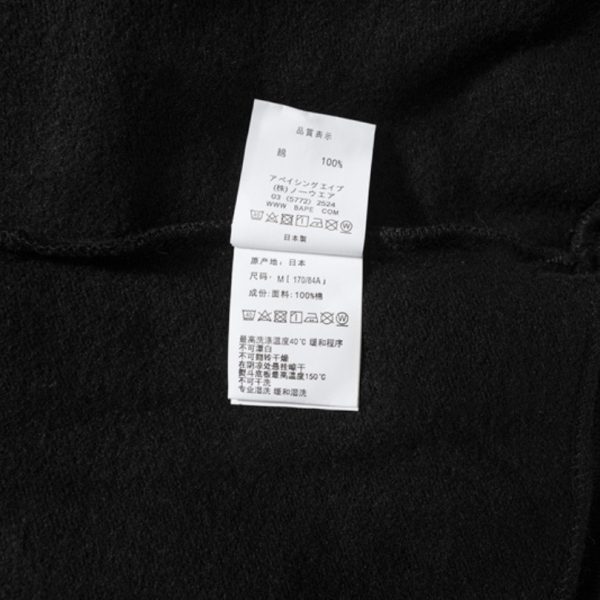 品質表示
綿 100%
アベイシングエイプ
(株)ノーウエア
03 (5772) 2524
WWW BAPE COM
日本製
原产地：日本
尺码：M [ 170/84A 」
成份：面料：100%棉
最高洗涤温度40℃ 缓和程序
不可漂白
不可翻转干燥
在阴凉处悬挂晾干
熨斗底板最高温度150℃
不可干洗
专业湿洗 缓和湿洗